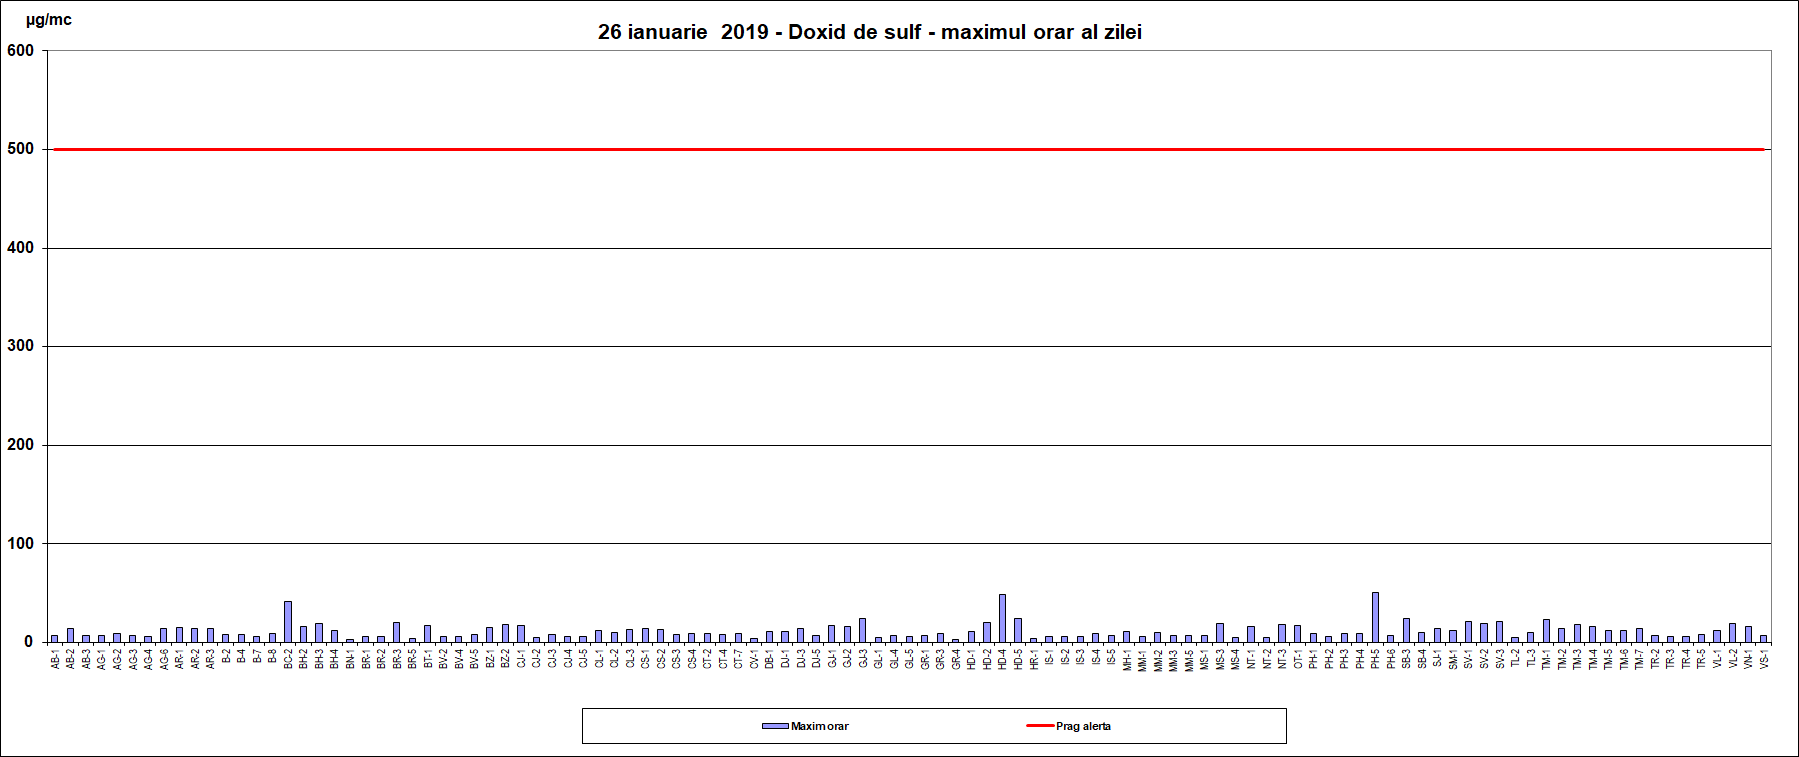 µg/mc
26 ianuarie 2019 - Doxid de sulf - maximul orar al zilei
600
500
400
300
200
100
0
AB-1 AB-2 AB-3 AG-1 AG-2 AG-3 AG-4 AG-6 AR-1 AR-2 AR-3 B-2 B-4 B-7 B-8 BC-2 BH-2 BH-3 BH-4 BN-1 BR-1 BR-2 BR-3 BR-5 BT-1 BV-2 BV-4 BV-5 BZ-1 BZ-2 CJ-1 CJ-2 CJ-3 CJ-4 CJ-5 CL-1 CL-2 CL-3 CS-1 CS-2 CS-3 CS-4 CT-2 CT-4 CT-7 CV-1 DB-1 DJ-1 DJ-3 DJ-5 GJ-1 GJ-2 GJ-3 GL-1 GL-4 GL-5 GR-1 GR-3 GR-4 HD-1 HD-2 HD-4 HD-5 HR-1 IS-1 IS-2 IS-3 IS-4 IS-5 MH-1 MM-1 MM-2 MM-3 MM-5 MS-1 MS-3 MS-4 NT-1 NT-2 NT-3 OT-1 PH-1 PH-2 PH-3 PH-4 PH-5 PH-6 SB-3 SB-4 SJ-1 SM-1 SV-1 SV-2 SV-3 TL-2 TL-3 TM-1 TM-2 TM-3 TM-4 TM-5 TM-6 TM-7 TR-2 TR-3 TR-4 TR-5 VL-1 VL-2 VN-1 VS-1
Maxim orar Prag alerta